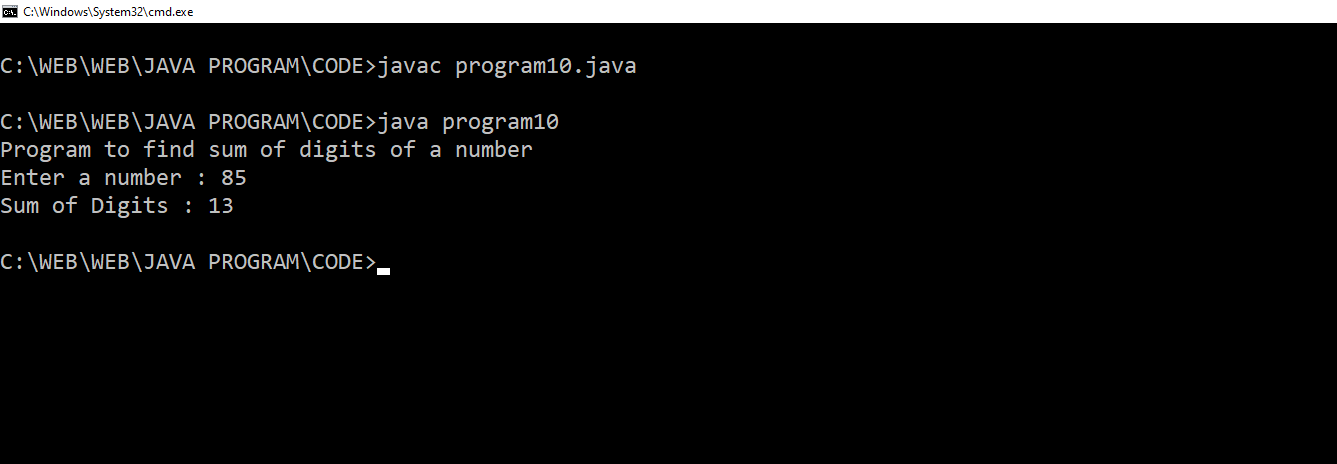 C:\Windows\System32\cmd.exe
C:\WEB\WEB\JAVA PROGRAM\CODE>javac program10.java
C:\WEB\WEB\JAVA PROGRAM\CODE>java program10
Program to find sum of digits of a number
Enter a number : 85
Sum of Digits : 13
C:\WEB\WEB\JAVA PROGRAM\CODE>